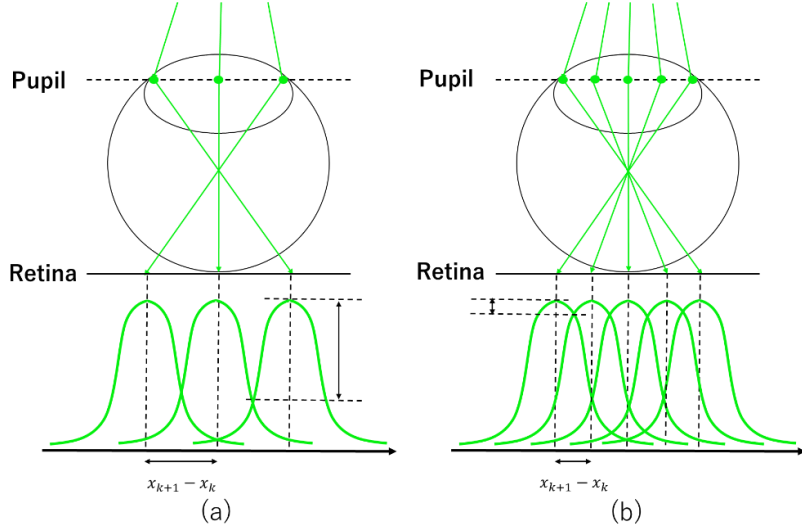 Pupil
Retina
x_{k+1} − x_k
(a)
Pupil
Retina
x_{k+1} − x_k
(b)